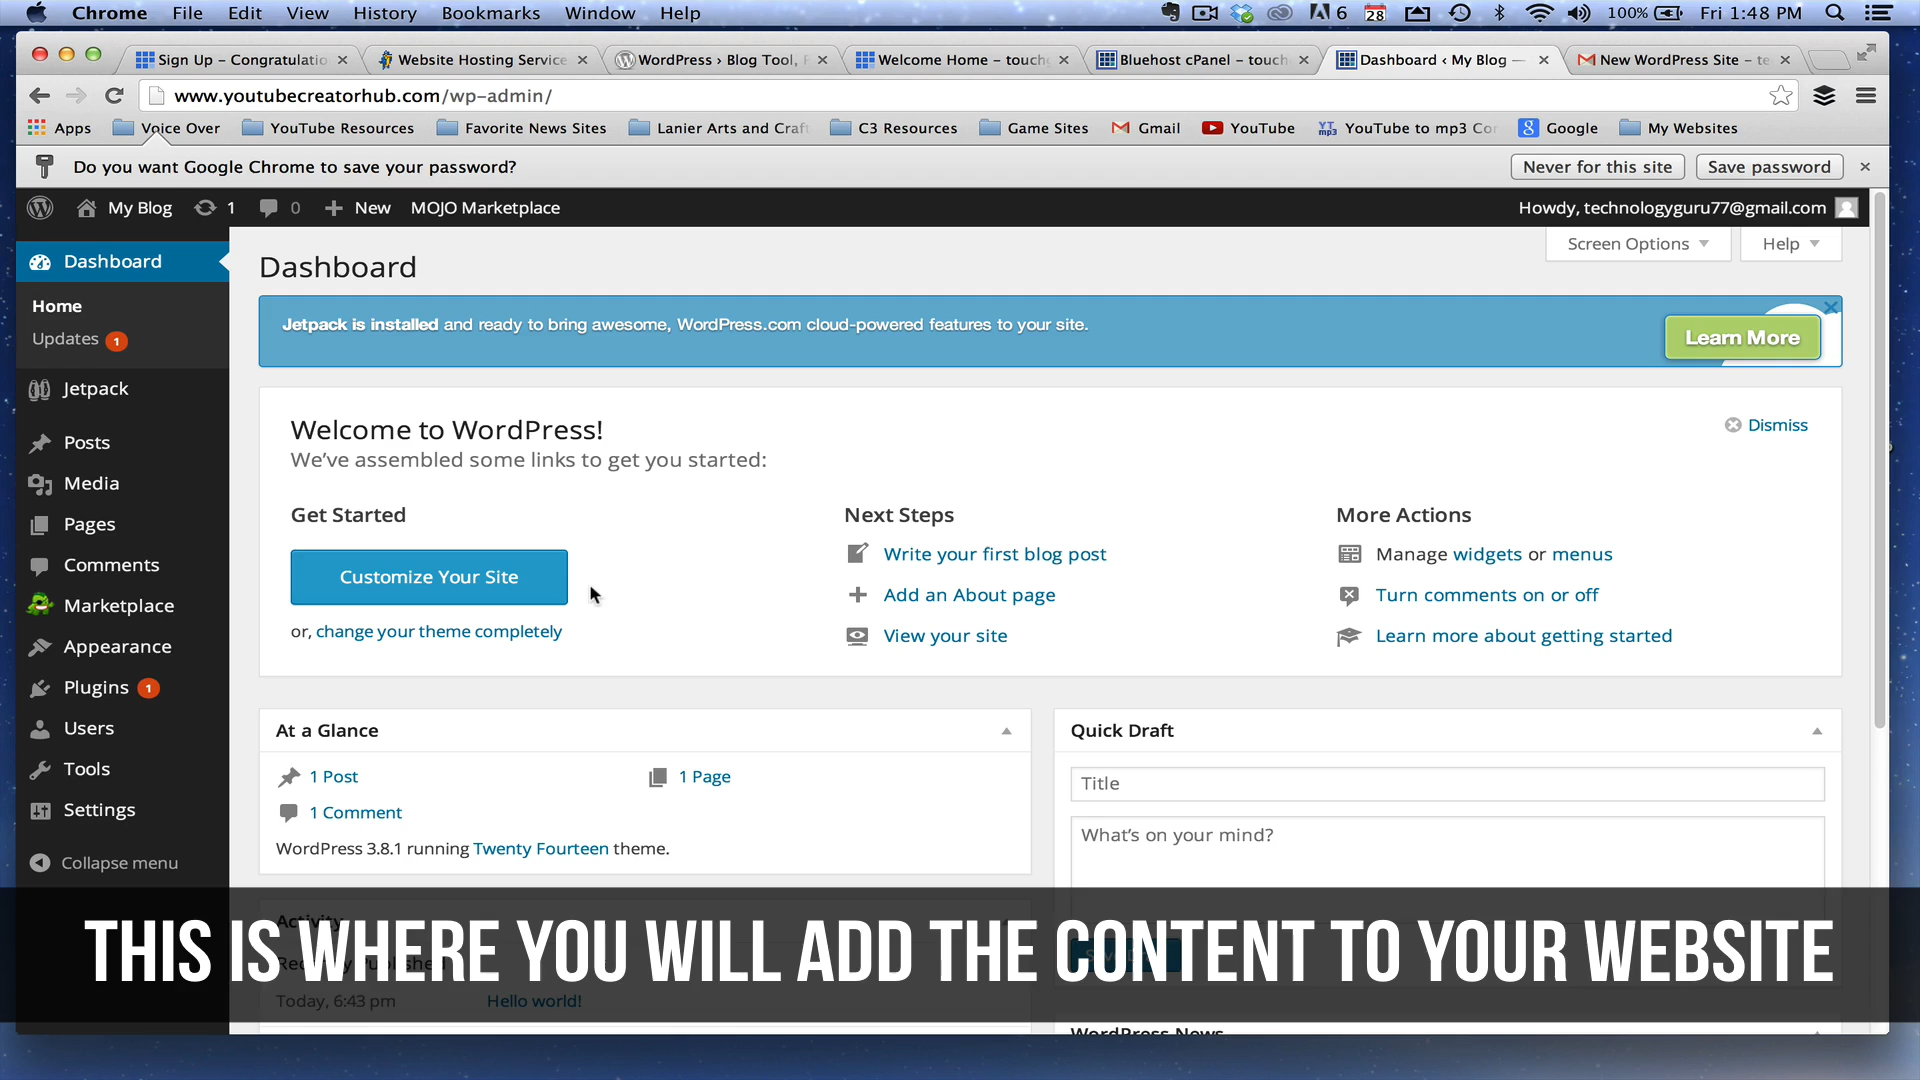 Chrome File Edit View History Bookmarks Window Help 6 28 100% Fri 1:48 PM
Sign Up – Congratulatio Website Hosting Service WordPress › Blog Tool, Welcome Home – touch Bluehost cPanel – touch Dashboard ‹ My Blog — New WordPress Site – te
www.youtubecreatorhub.com/wp-admin/
Apps Voice Over YouTube Resources Favorite News Sites Lanier Arts and Craf C3 Resources Game Sites Gmail YouTube YouTube to mp3 Co Google My Websites
Do you want Google Chrome to save your password? Never for this site Save password
My Blog 1 0 New MOJO Marketplace Howdy, technologyguru77@gmail.com
Screen Options Help
Dashboard
Home
Updates 1
Jetpack
Posts
Media
Pages
Comments
Marketplace
Appearance
Plugins 1
Users
Tools
Settings
Collapse menu
Dashboard
Jetpack is installed and ready to bring awesome, WordPress.com cloud-powered features to your site.
Learn More
Welcome to WordPress!
We've assembled some links to get you started:
Dismiss
Get Started
Customize Your Site
or, change your theme completely
Next Steps
Write your first blog post
Add an About page
View your site
More Actions
Manage widgets or menus
Turn comments on or off
Learn more about getting started
At a Glance
1 Post 1 Page
1 Comment
WordPress 3.8.1 running Twenty Fourteen theme.
Quick Draft
Title
What's on your mind?
Activity
THIS IS WHERE YOU WILL ADD THE CONTENT TO YOUR WEBSITE
Today, 6:43 pm Hello world!
WordPress News